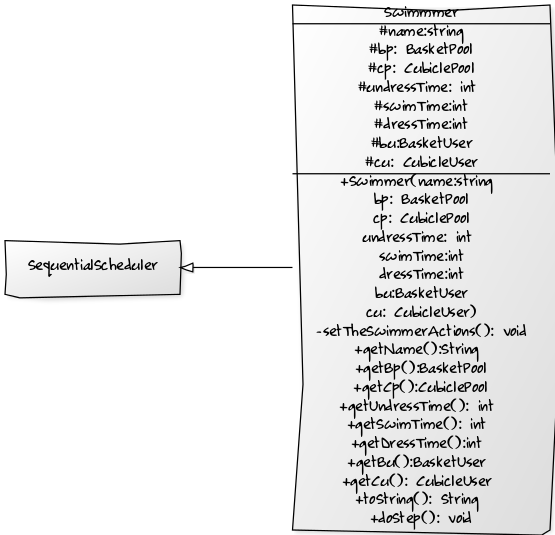 Swimmmer
#name:string
#bp: BasketPool
#cp: CubiclePool
#undressTime: int
#swimTime:int
#dressTime:int
#bu:BasketUser
#cu: CubicleUser
+Swimmer(name:string
bp: BasketPool
cp: CubiclePool
undressTime: int
swimTime:int
dressTime:int
bu:BasketUser
cu: CubicleUser)
-setTheSwimmerActions(): void
+getName():String
+getBp():BasketPool
+getCp():CubiclePool
+getUndressTime(): int
+getSwimTime(): int
+getDressTime():int
+getBu():BasketUser
+getCu(): CubicleUser
+toString(): String
+doStep(): void
SequentialScheduler